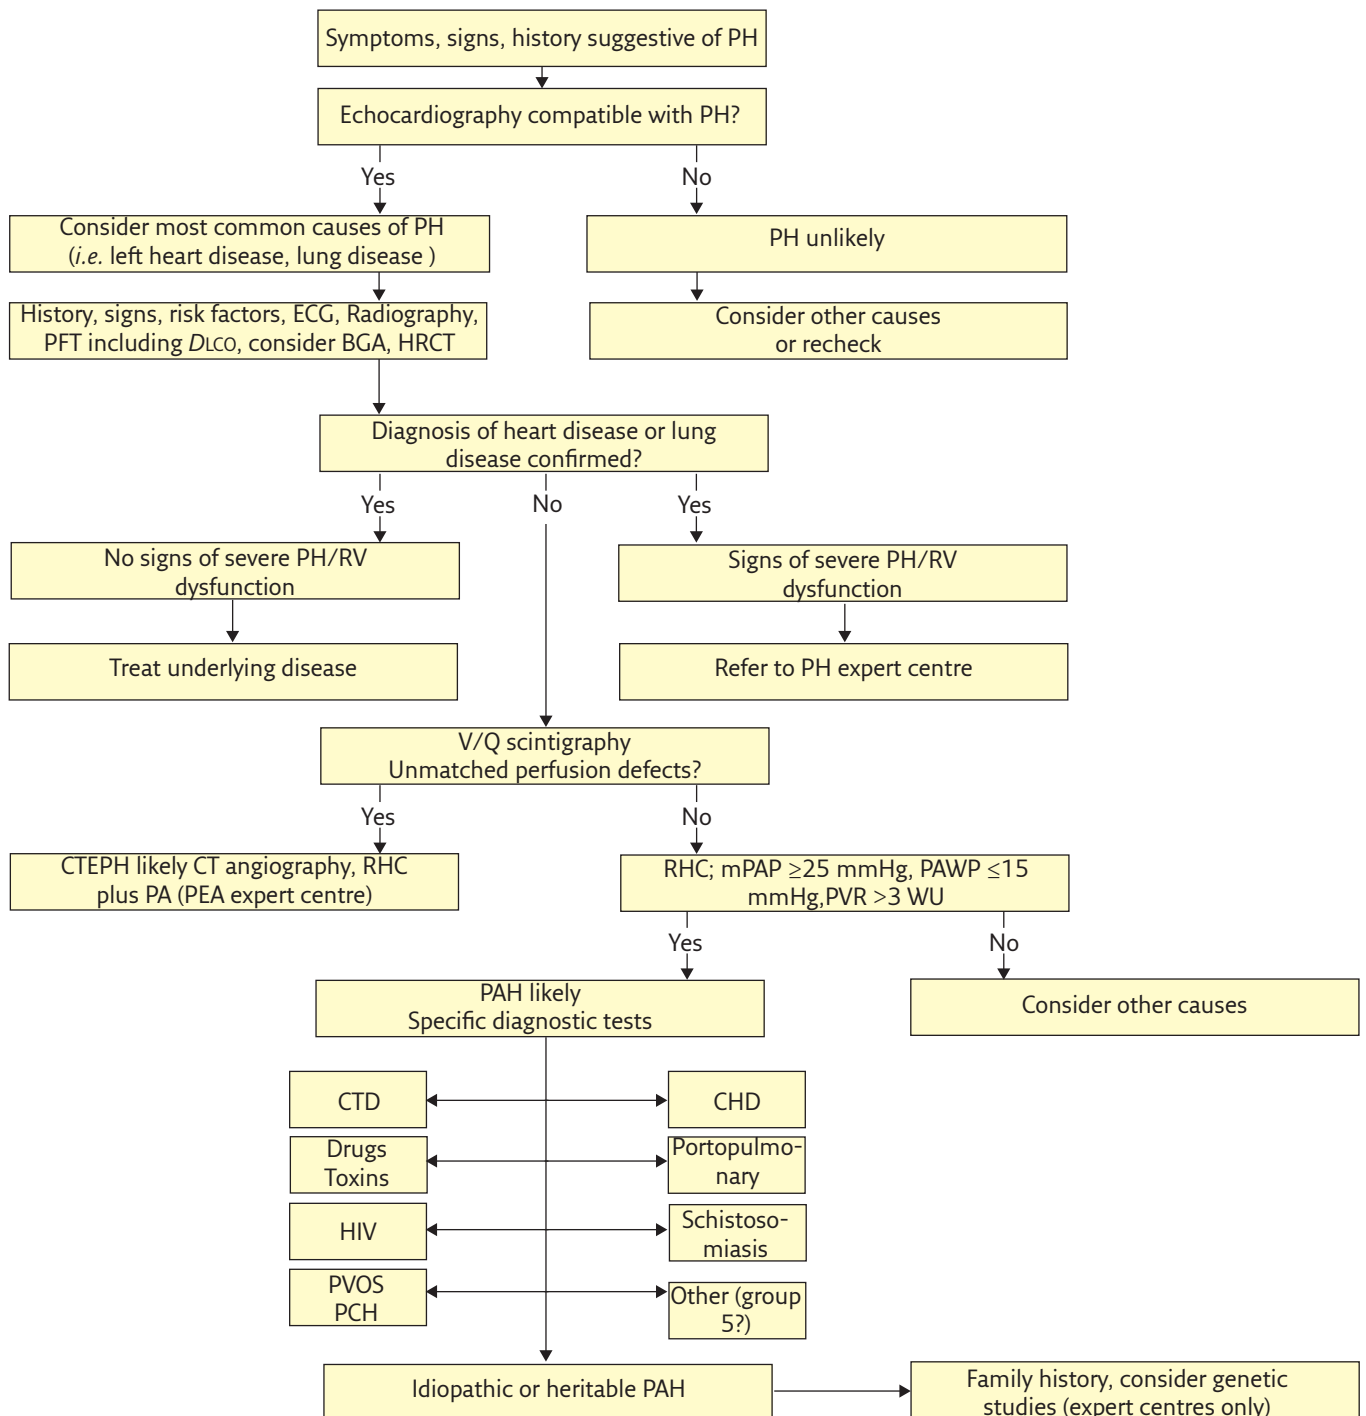 Symptoms, signs, history suggestive of PH
Echocardiography compatible with PH?
Yes
No
Consider most common causes of PH
(i.e. left heart disease, lung disease )
PH unlikely
History, signs, risk factors, ECG, Radiography,
PFT including DLCO, consider BGA, HRCT
Consider other causes
or recheck
Diagnosis of heart disease or lung
disease confirmed?
Yes
No
Yes
No signs of severe PH/RV
dysfunction
Signs of severe PH/RV
dysfunction
Treat underlying disease
Refer to PH expert centre
V/Q scintigraphy
Unmatched perfusion defects?
Yes
No
CTEPH likely CT angiography, RHC
plus PA (PEA expert centre)
RHC; mPAP ≥25 mmHg, PAWP ≤15
mmHg,PVR >3 WU
Yes
No
PAH likely
Specific diagnostic tests
Consider other causes
CTD
CHD
Drugs
Toxins
Portopulmo-
nary
HIV
Schistoso-
miasis
PVOS
PCH
Other (group
5?)
Idiopathic or heritable PAH
Family history, consider genetic
studies (expert centres only)